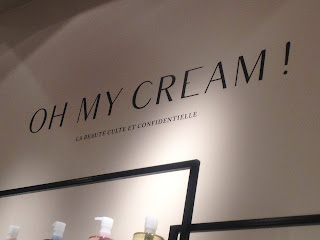 OH MY CREAM !
LA BEAUTÉ CULTE ET CONFIDENTIELLE